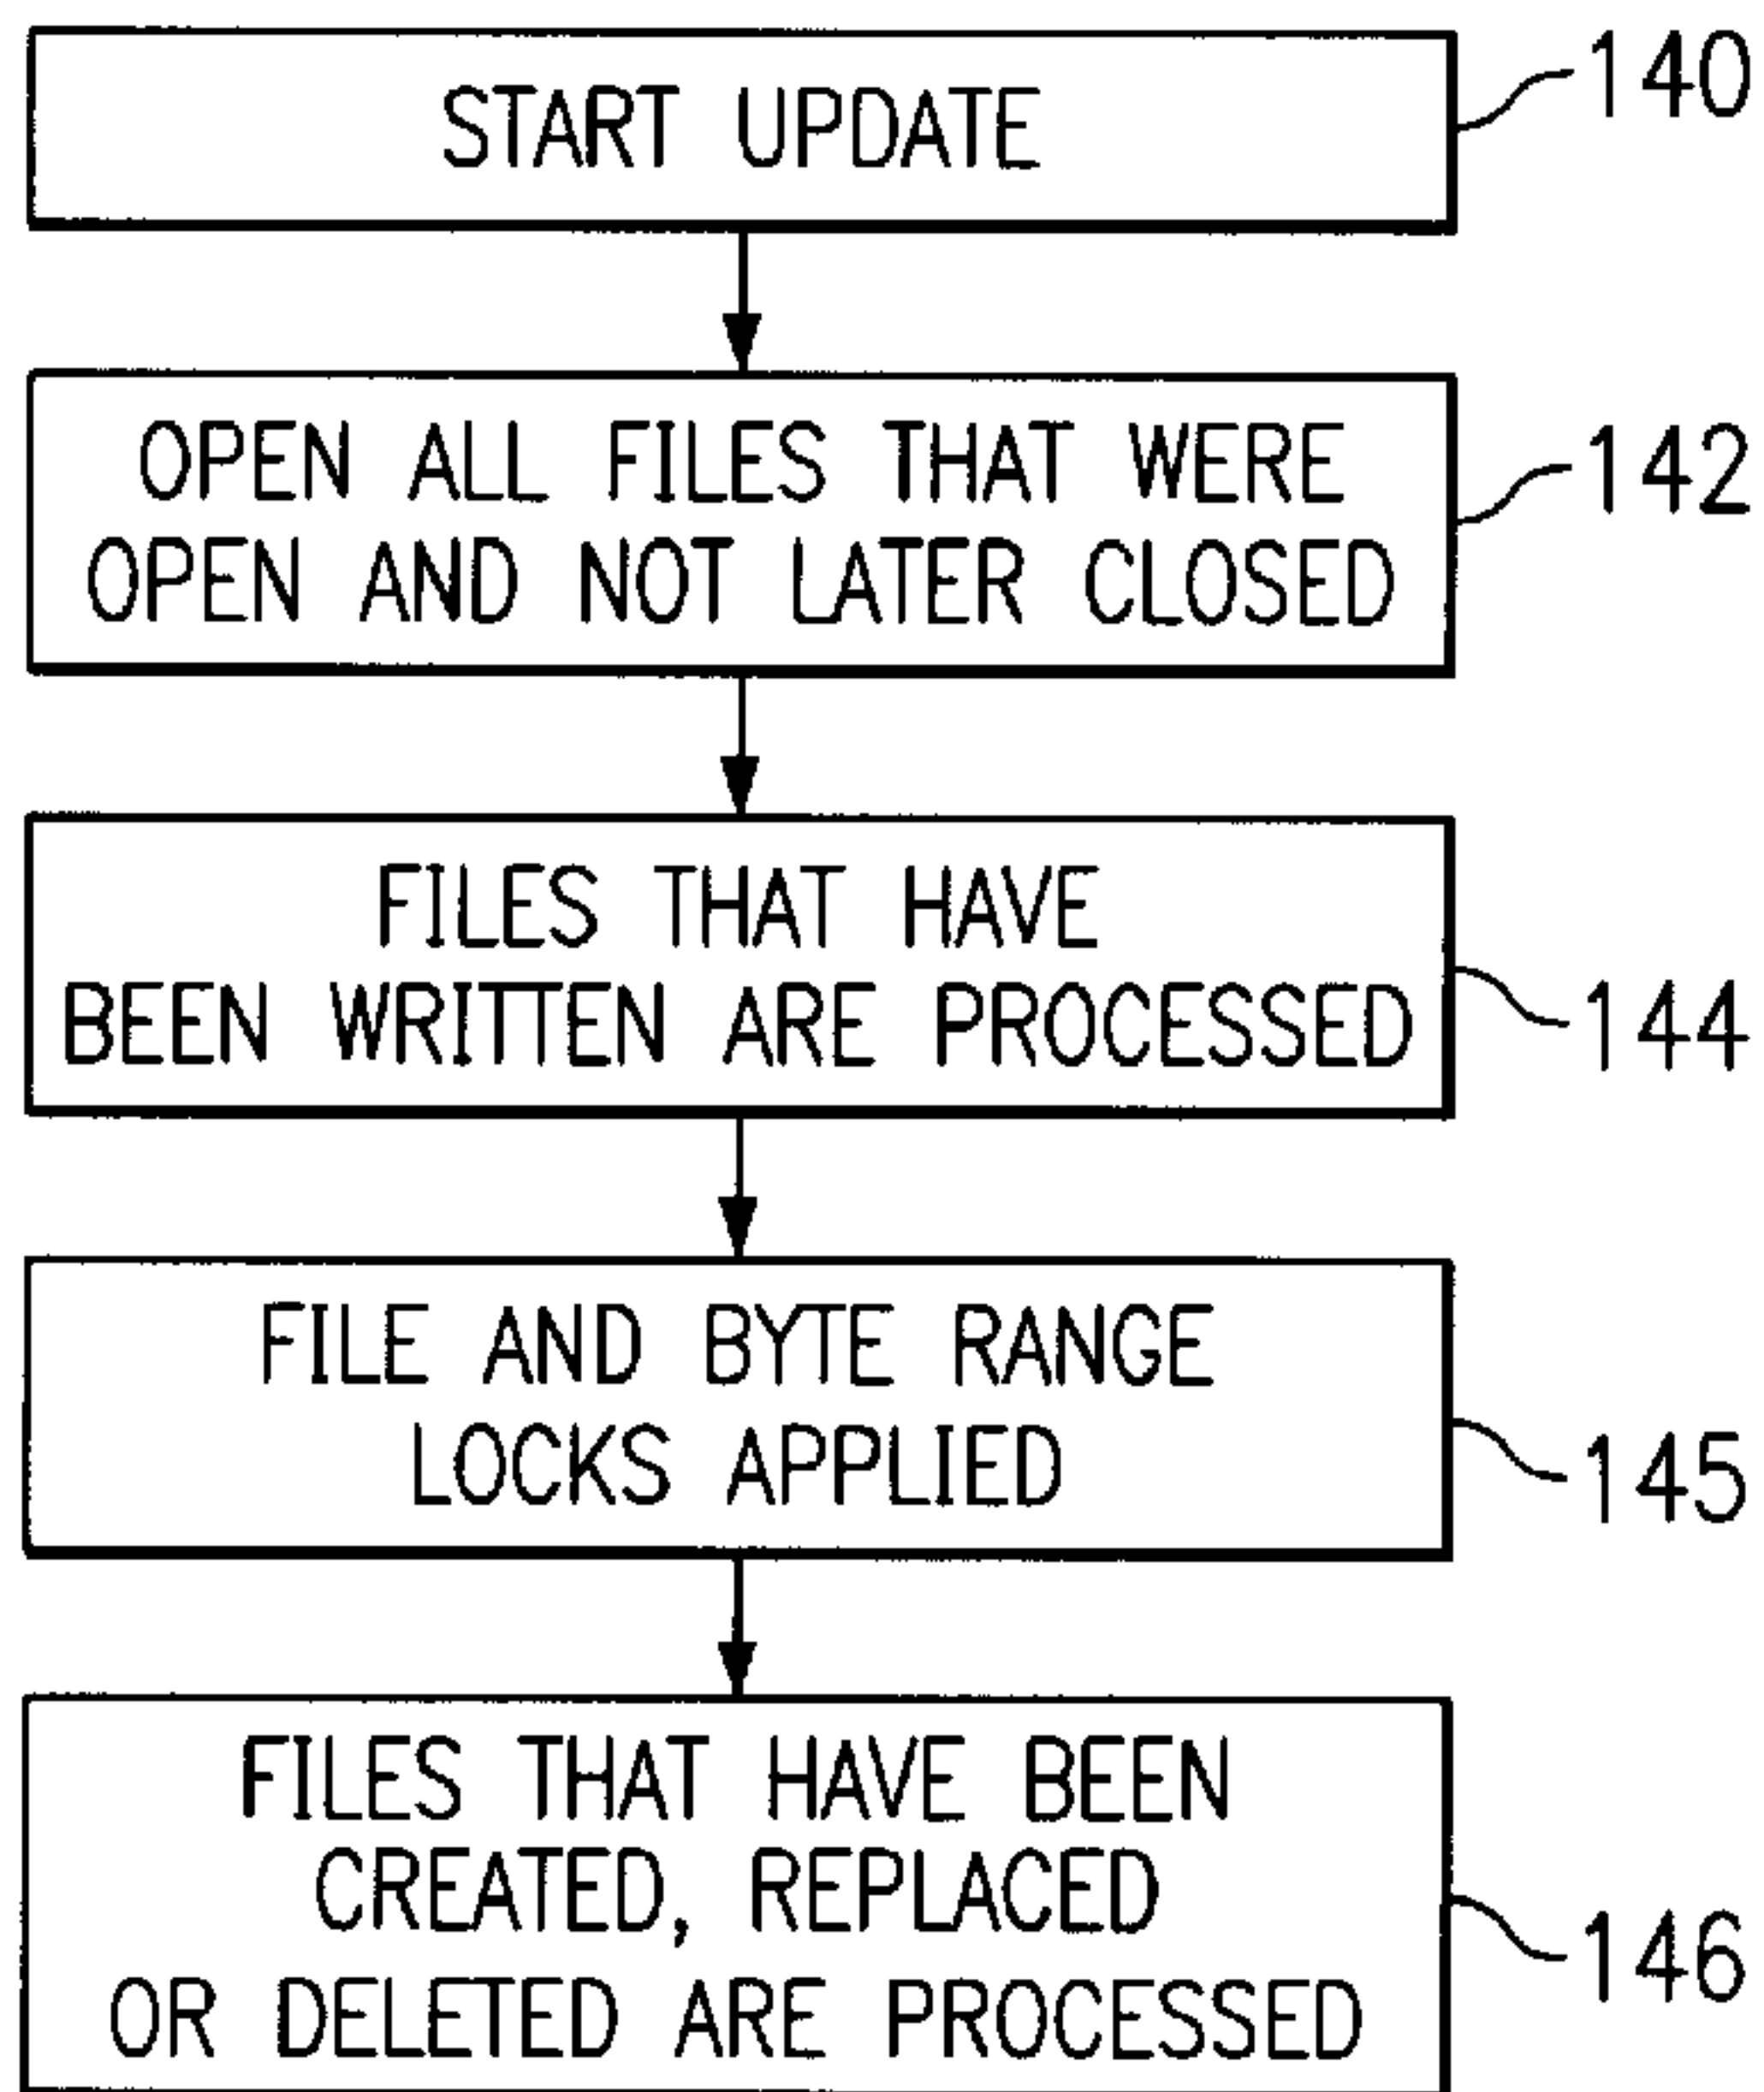 START UPDATE
140
OPEN ALL FILES THAT WERE
OPEN AND NOT LATER CLOSED
142
FILES THAT HAVE
BEEN WRITTEN ARE PROCESSED
144
FILE AND BYTE RANGE
LOCKS APPLIED
145
FILES THAT HAVE BEEN
CREATED, REPLACED
OR DELETED ARE PROCESSED
146